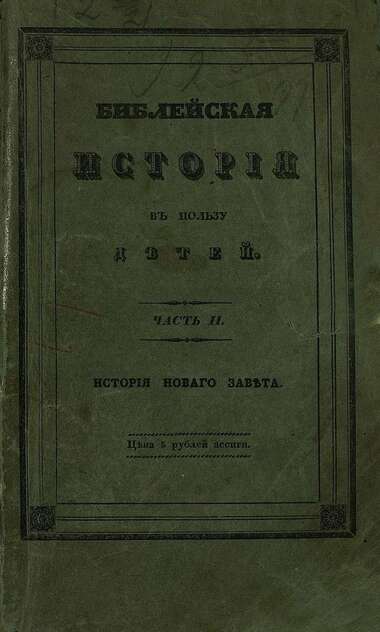 БИБЛЕЙСКАЯ
ИСТОРІЯ
ВЪ ПОЛЬЗУ
ДѢТЕЙ.
ЧАСТЬ II.
ИСТОРІЯ НОВАГО ЗАВѢТА.
Цѣна 5 рублей ассигн.